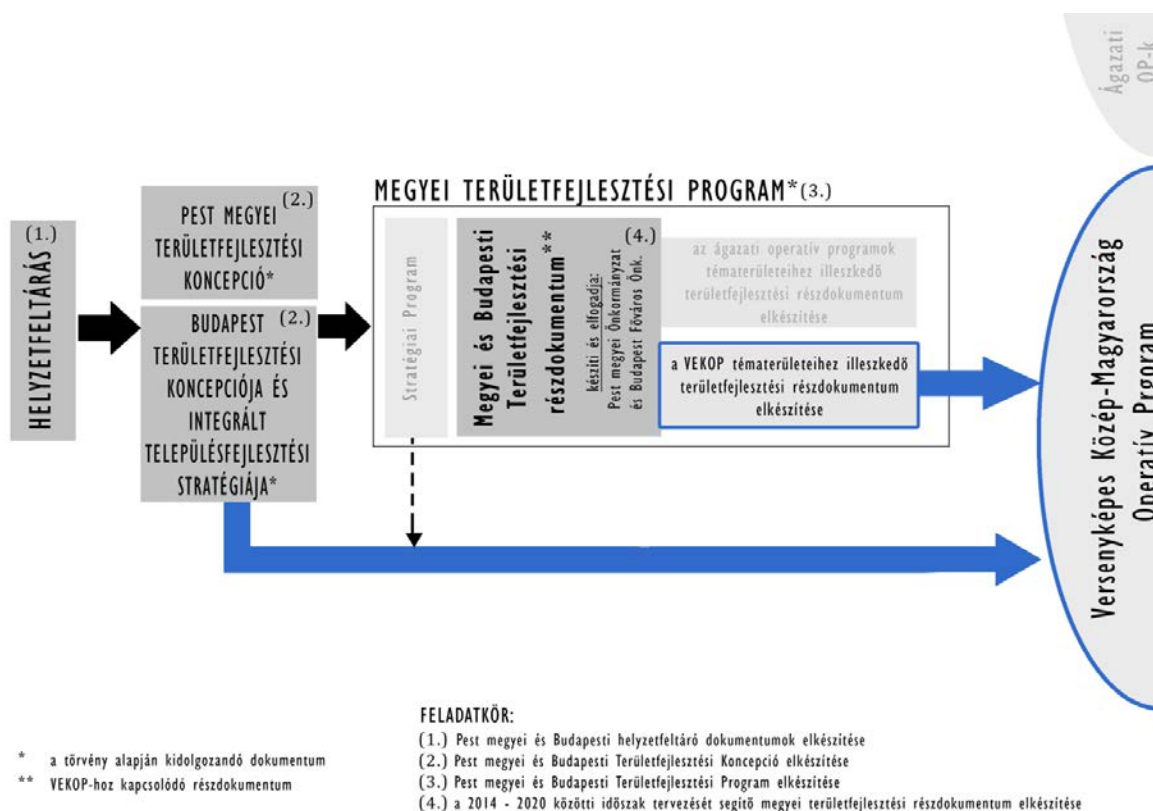 Ágazati
OP-k
MEGYEI TERÜLETFEJLESZTÉSI PROGRAM*(3.)
(1.)
HELYZETFELTÁRÁS
(2.)
PEST MEGYEI
TERÜLETFEJLESZTÉSI
KONCEPCIÓ*
(2.)
BUDAPEST
TERÜLETFEJLESZTÉSI
KONCEPCIÓJA ÉS
INTEGRÁLT
TELEPÜLÉSFEJLESZTÉSI
STRATÉGIÁJA*
Stratégiai Program
(4.)
Megyei és Budapesti
Területfejlesztési
részdokumentum**
készíti és elfogadja:
Pest megyei Önkormányzat
és Budapest Főváros Önk.
az ágazati operatív programok
tématerületeihez illeszkedő
területfejlesztési részdokumentum
elkészítése
a VEKOP tématerületeihez illeszkedő
területfejlesztési részdokumentum
elkészítése
Versenyképes Közép-Magyarország
Operatív Prgoram
* a törvény alapján kidolgozandó dokumentum
** VEKOP-hoz kapcsolódó részdokumentum
FELADATKÖR:
(1.) Pest megyei és Budapesti helyzetfeltáró dokumentumok elkészítése
(2.) Pest megyei és Budapesti Területfejlesztési Koncepció elkészítése
(3.) Pest megyei és Budapesti Területfejlesztési Program elkészítése
(4.) a 2014 - 2020 közötti időszak tervezését segítő megyei területfejlesztési részdokumentum elkészítése